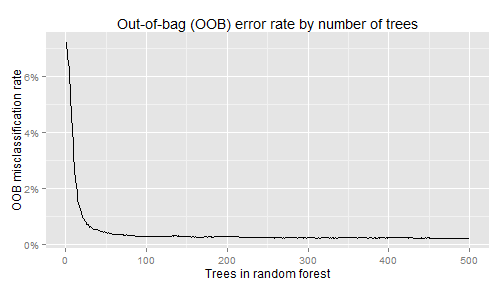 Out-of-bag (OOB) error rate by number of trees
OOB misclassification rate
6%
4%
2%
0%
0 100 200 300 400 500
Trees in random forest